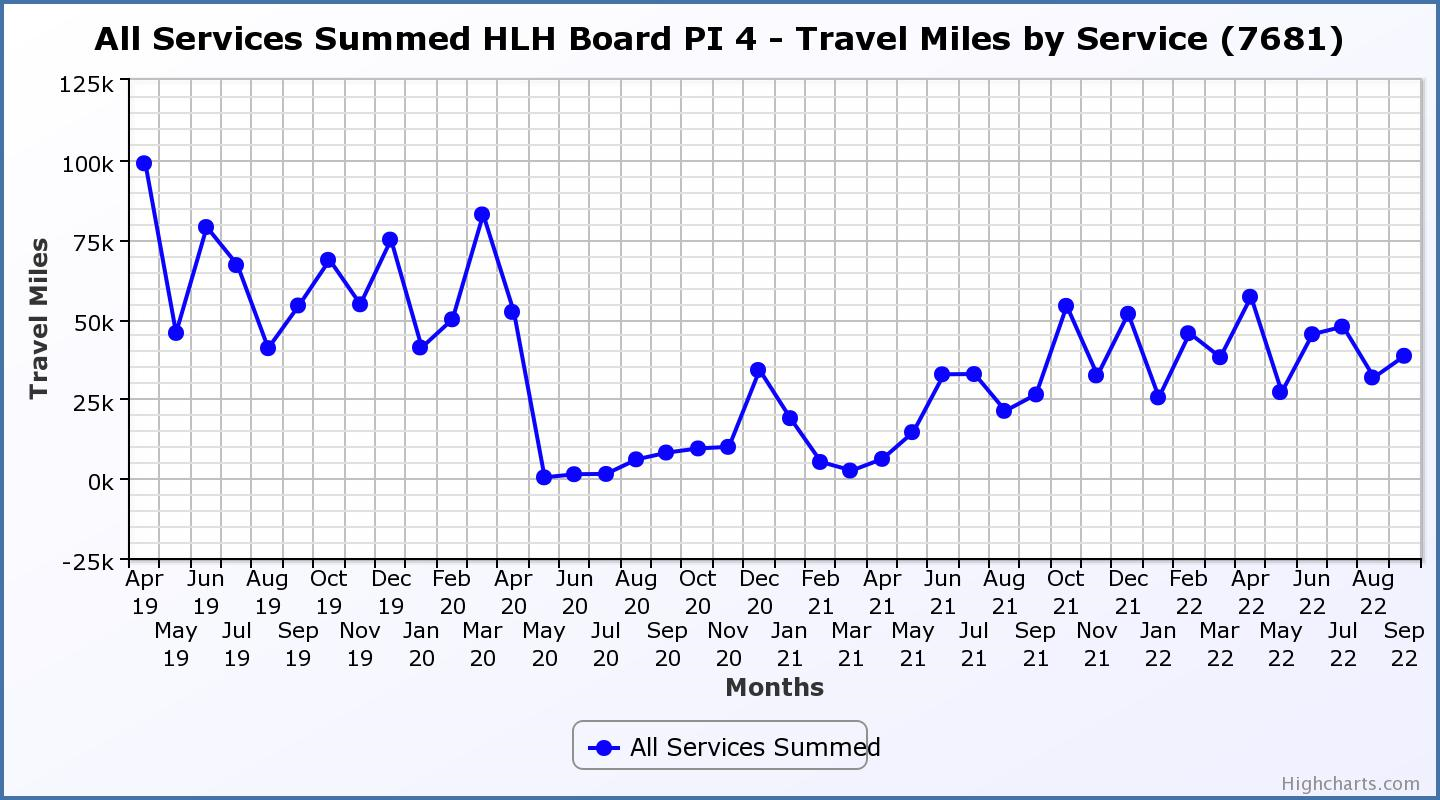 All Services Summed HLH Board PI 4 - Travel Miles by Service (7681)
125k
100k
75k
50k
25k
0k
-25k
Travel Miles
Apr 19
May 19
Jun 19
Jul 19
Aug 19
Sep 19
Oct 19
Nov 19
Dec 19
Jan 20
Feb 20
Mar 20
Apr 20
May 20
Jun 20
Jul 20
Aug 20
Sep 20
Oct 20
Nov 20
Dec 20
Jan 21
Feb 21
Mar 21
Apr 21
May 21
Jun 21
Jul 21
Aug 21
Sep 21
Oct 21
Nov 21
Dec 21
Jan 22
Feb 22
Mar 22
Apr 22
May 22
Jun 22
Jul 22
Aug 22
Sep 22
Months
All Services Summed
Highcharts.com